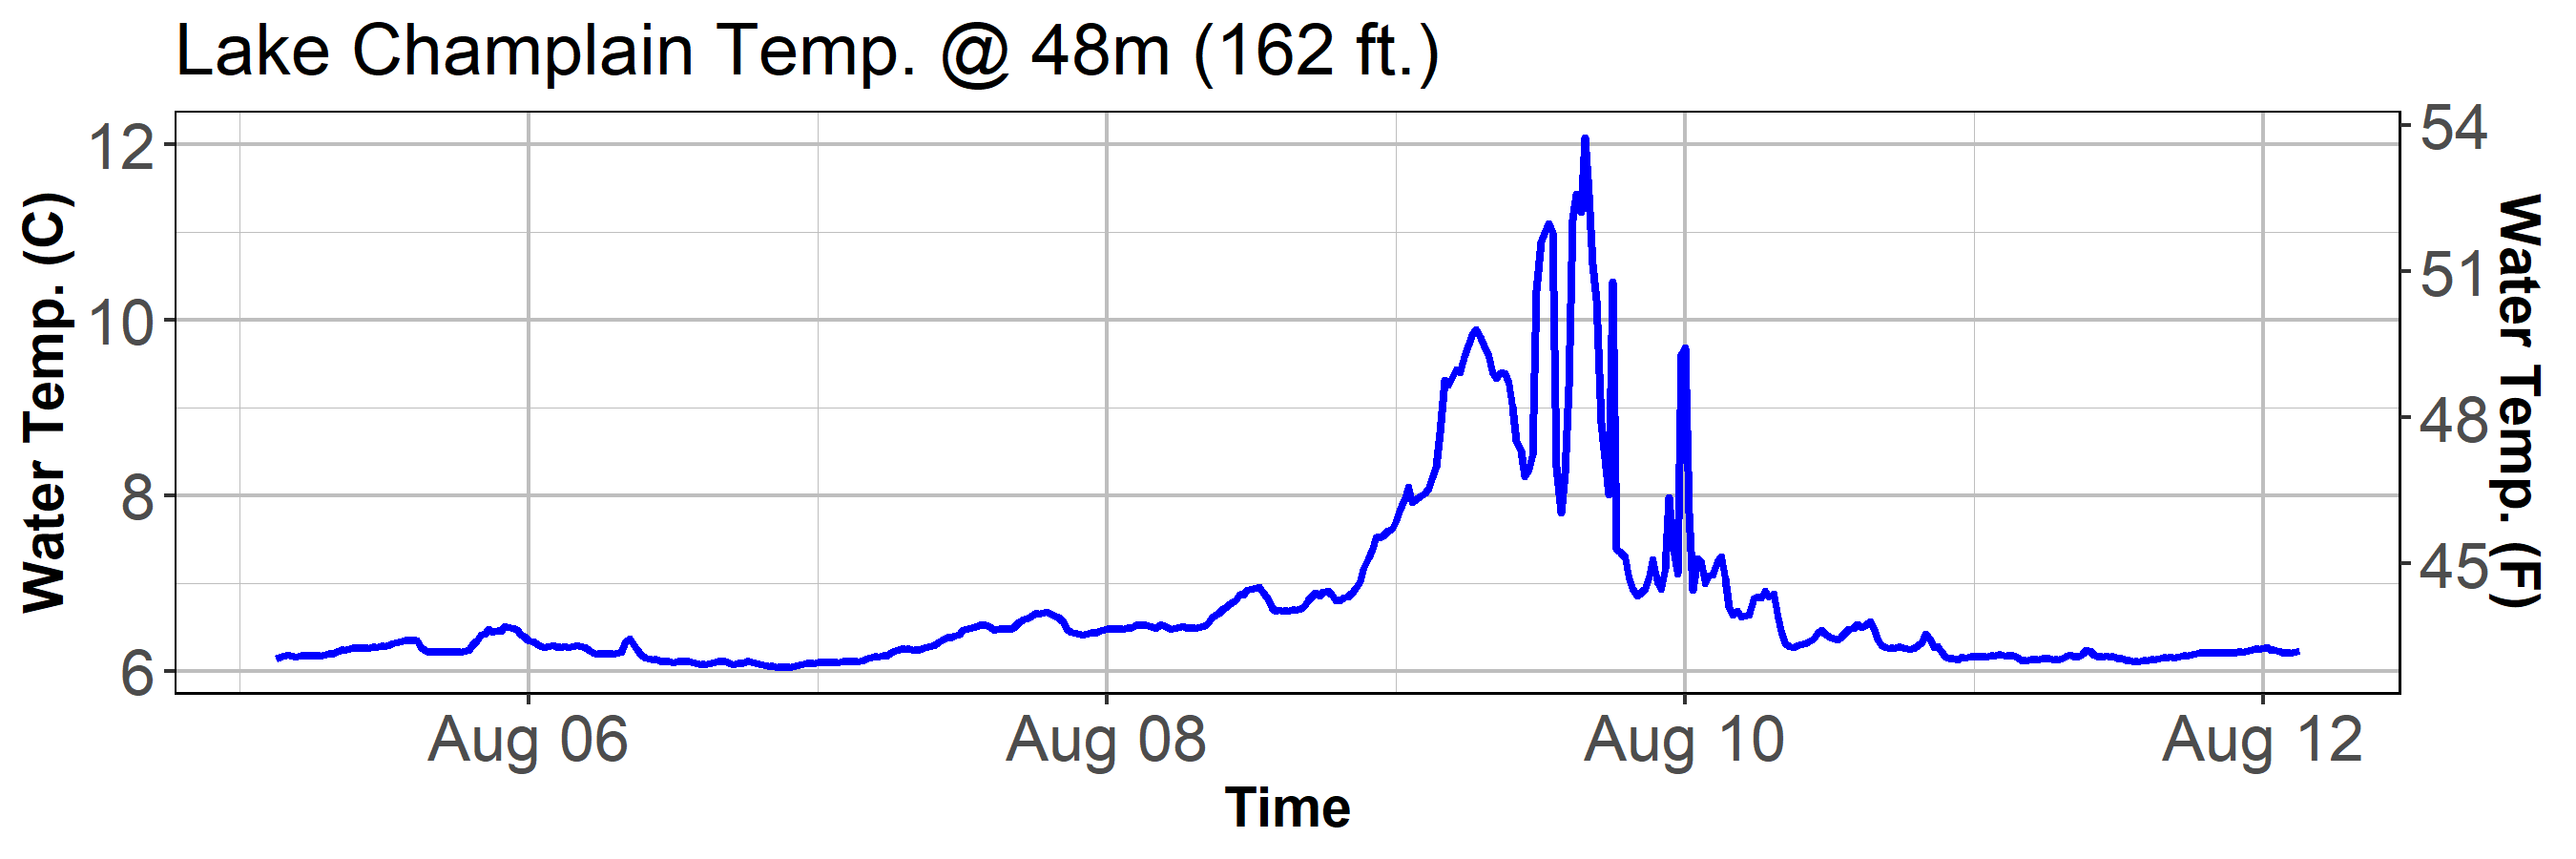 Lake Champlain Temp. @ 48m (162 ft.)
12
10
8
6
Water Temp. (C)
54
51
48
45
Water Temp. (F)
Aug 06
Aug 08
Aug 10
Aug 12
Time